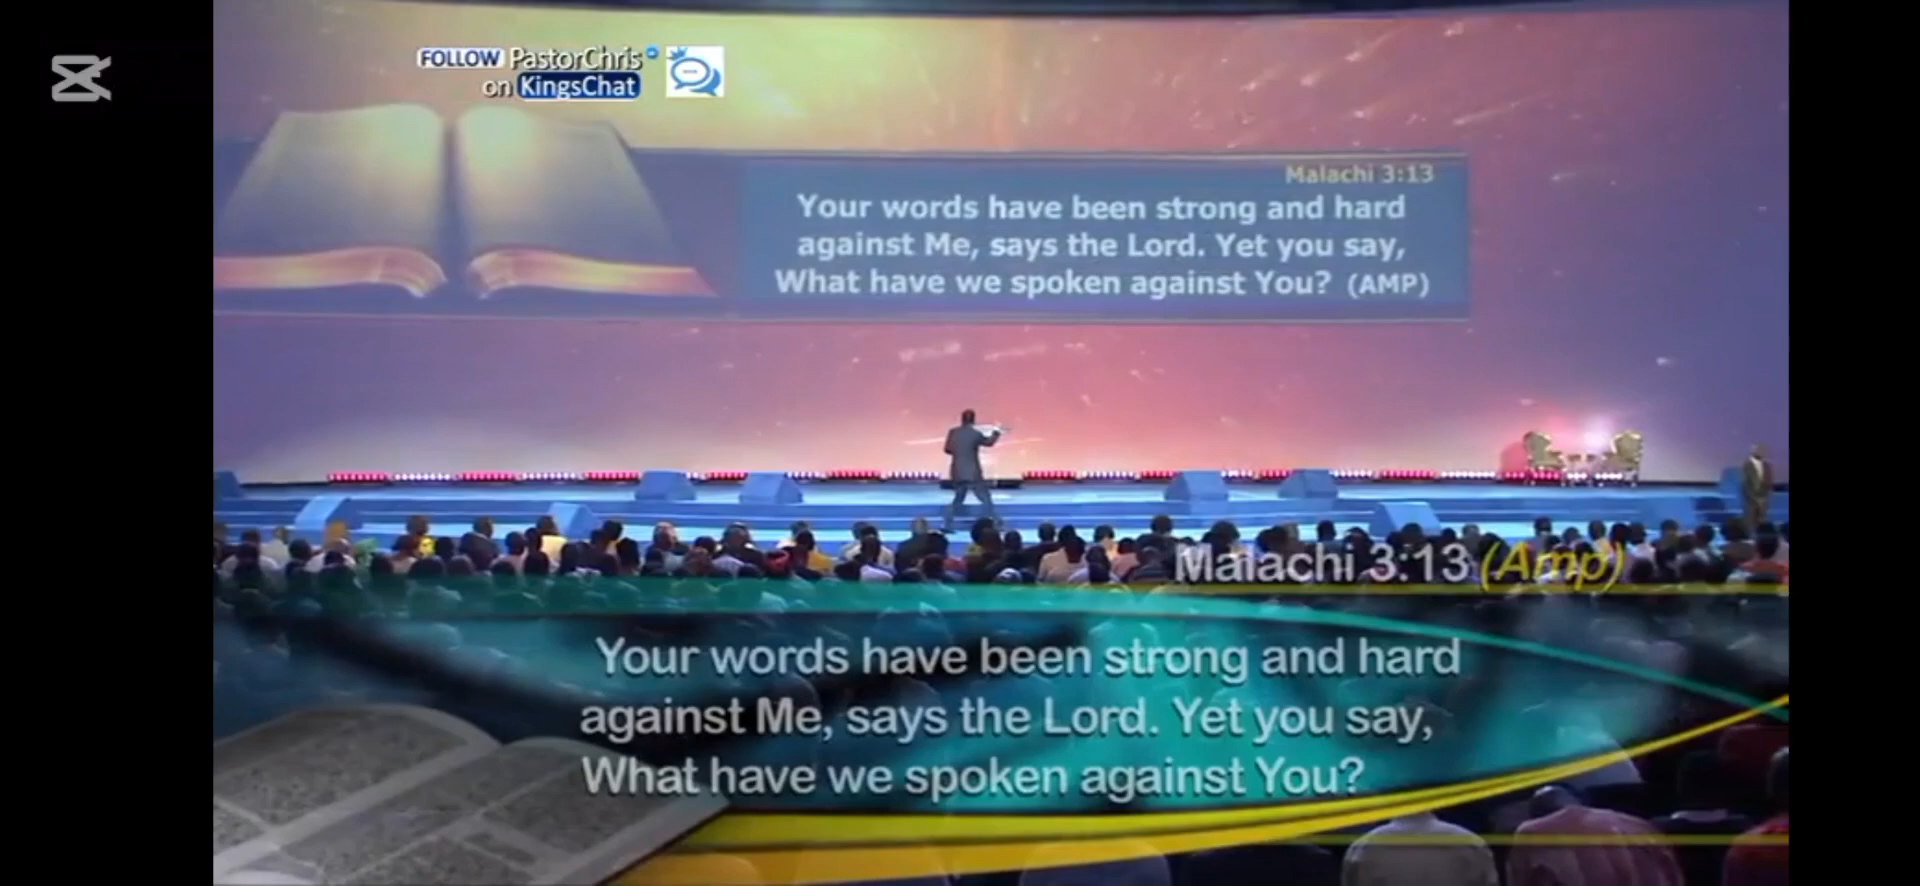 FOLLOW PastorChris
on KingsChat
Malachi 3:13
Your words have been strong and hard
against Me, says the Lord. Yet you say,
What have we spoken against You? (AMP)
Malachi 3:13 (Amp)
Your words have been strong and hard
against Me, says the Lord. Yet you say,
What have we spoken against You?